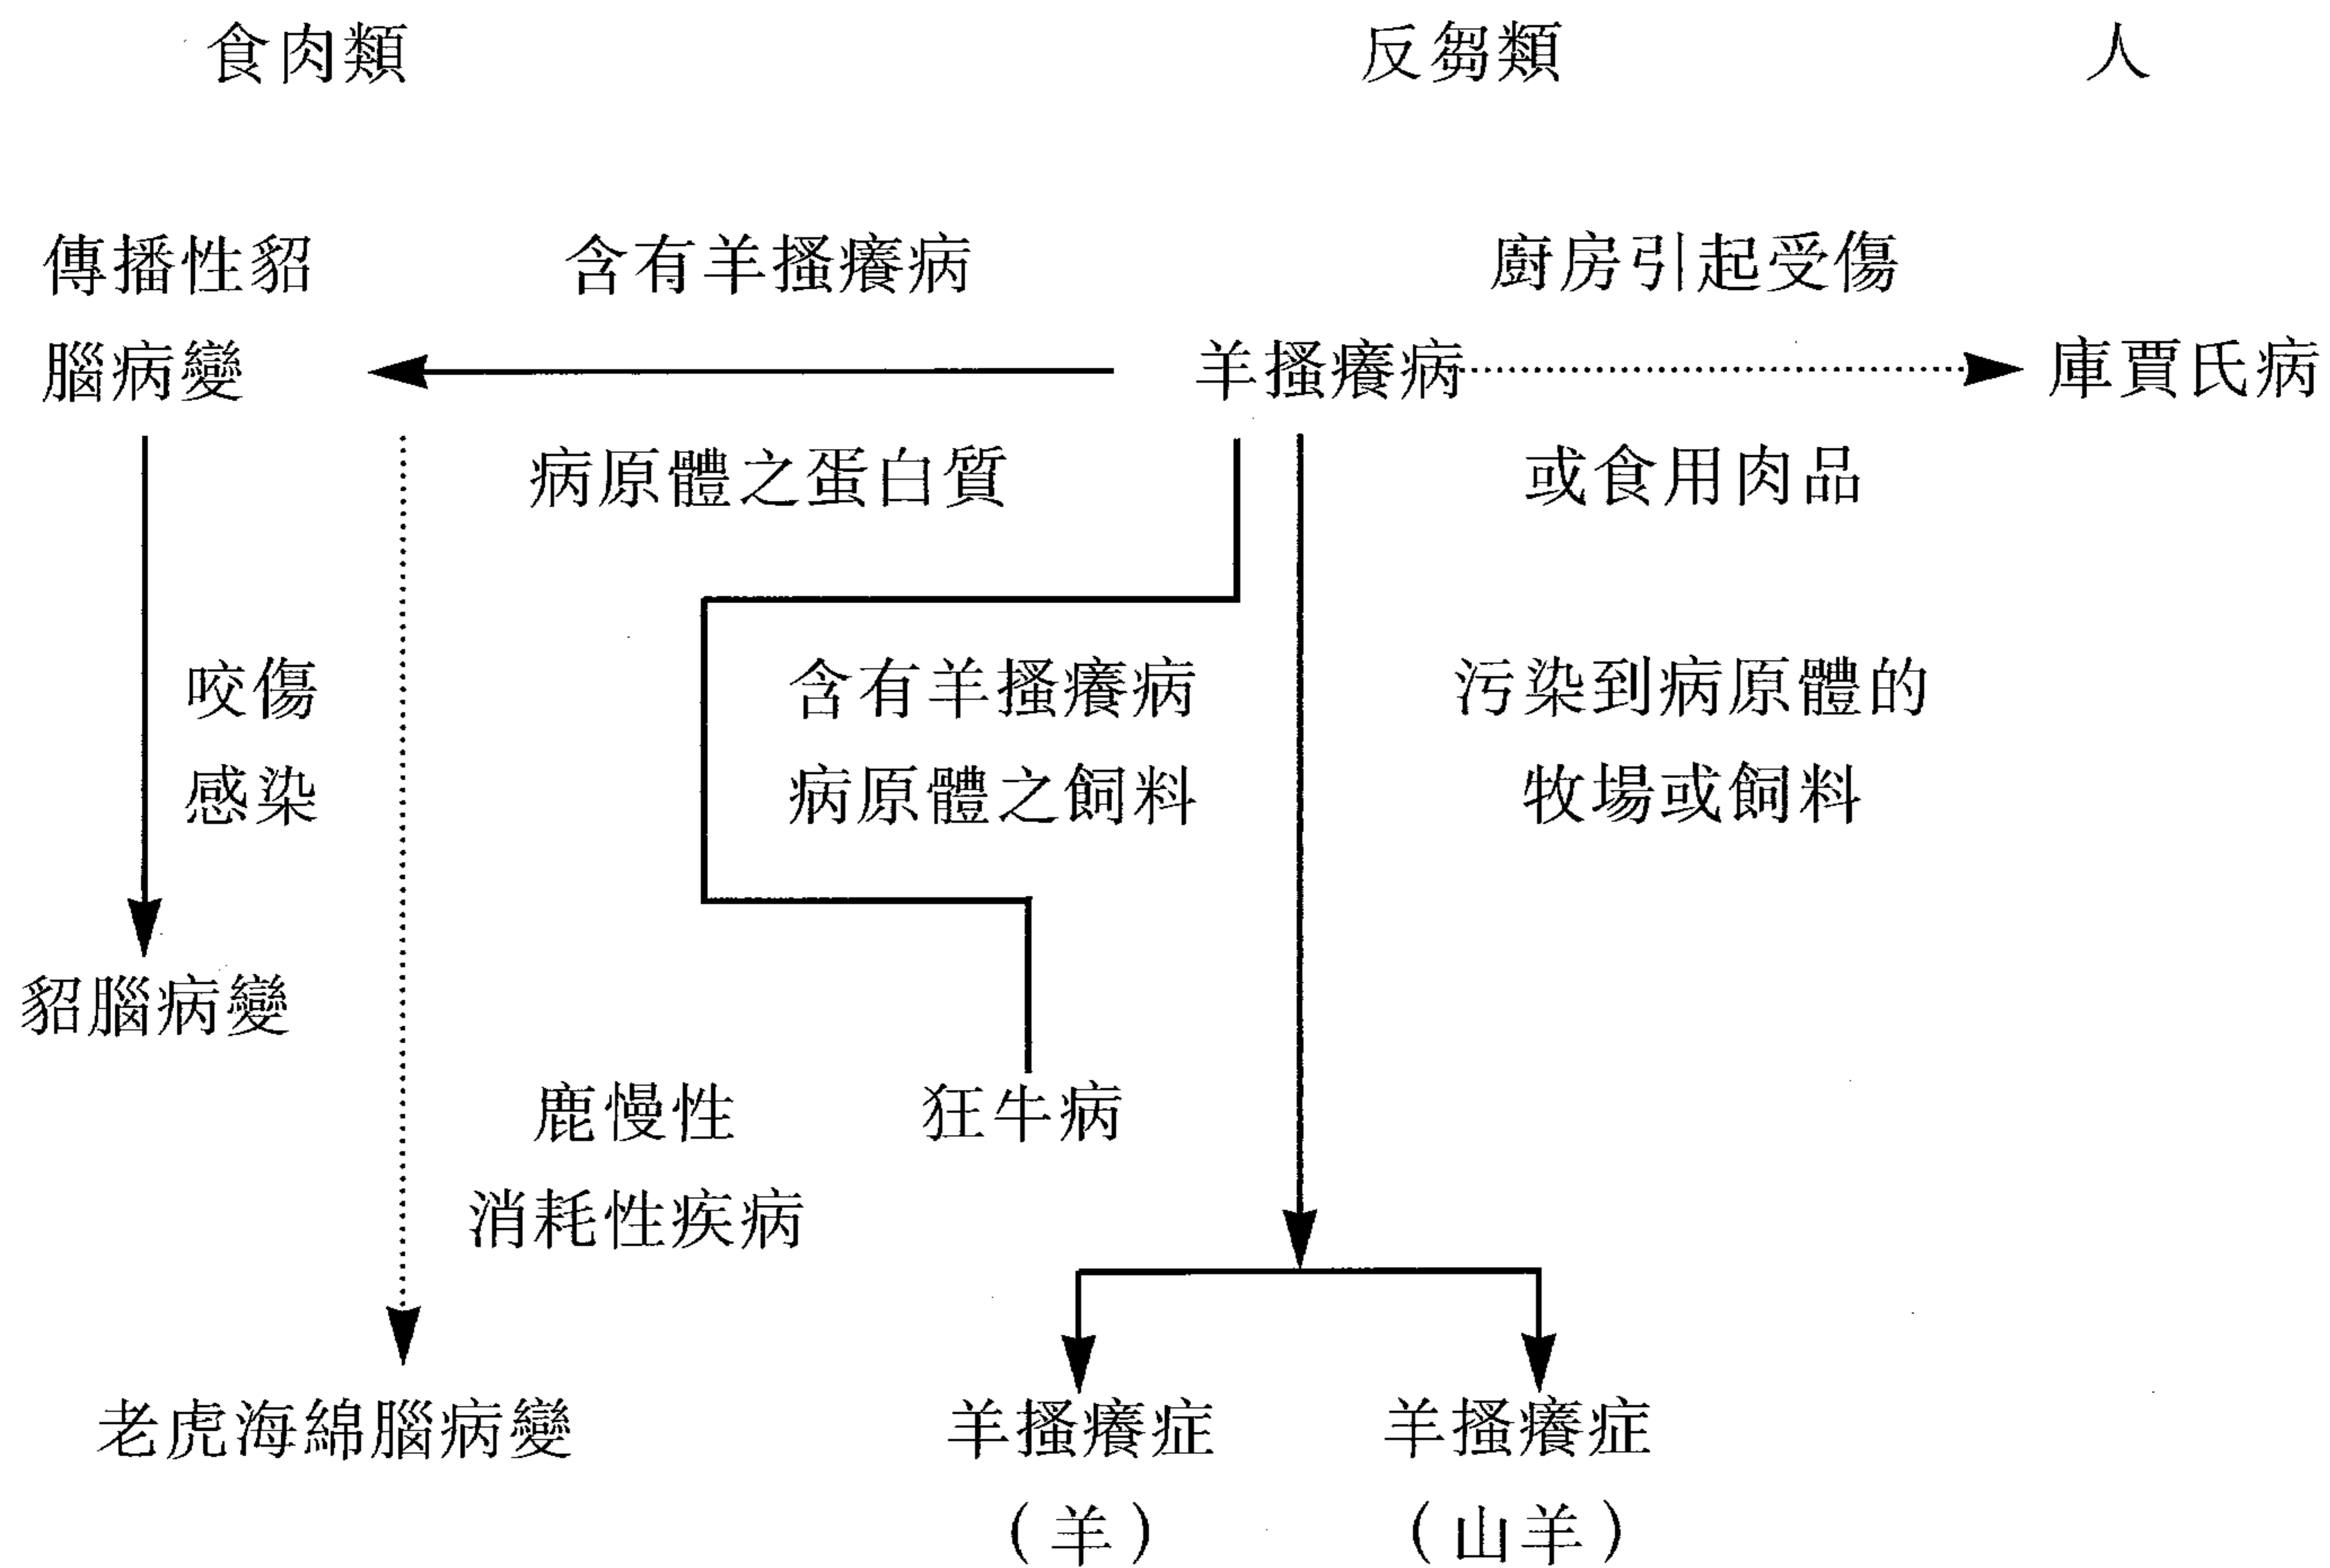 食肉類
反芻類
人
傳播性貂
腦病變
含有羊搔癢病
病原體之蛋白質
羊搔癢病
廚房引起受傷
或食用肉品
庫賈氏病
咬傷
感染
含有羊搔癢病
病原體之飼料
污染到病原體的
牧場或飼料
貂腦病變
鹿慢性
消耗性疾病
狂牛病
老虎海綿腦病變
羊搔癢症
（羊）
羊搔癢症
（山羊）